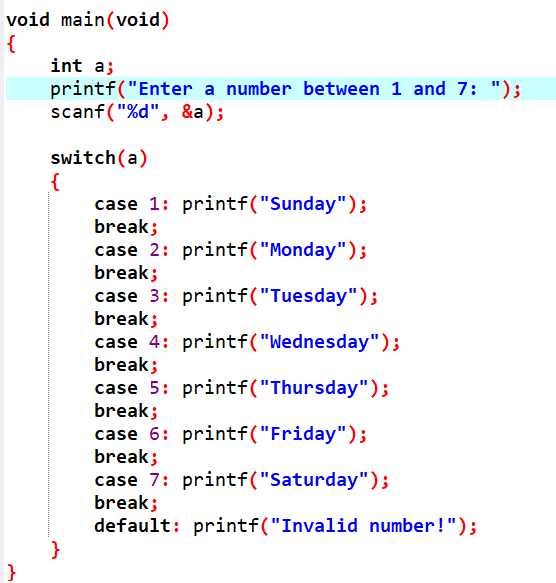 void main(void)
{
    int a;
    printf("Enter a number between 1 and 7: ");
    scanf("%d", &a);

    switch(a)
    {
        case 1: printf("Sunday");
        break;
        case 2: printf("Monday");
        break;
        case 3: printf("Tuesday");
        break;
        case 4: printf("Wednesday");
        break;
        case 5: printf("Thursday");
        break;
        case 6: printf("Friday");
        break;
        case 7: printf("Saturday");
        break;
        default: printf("Invalid number!");
    }
}